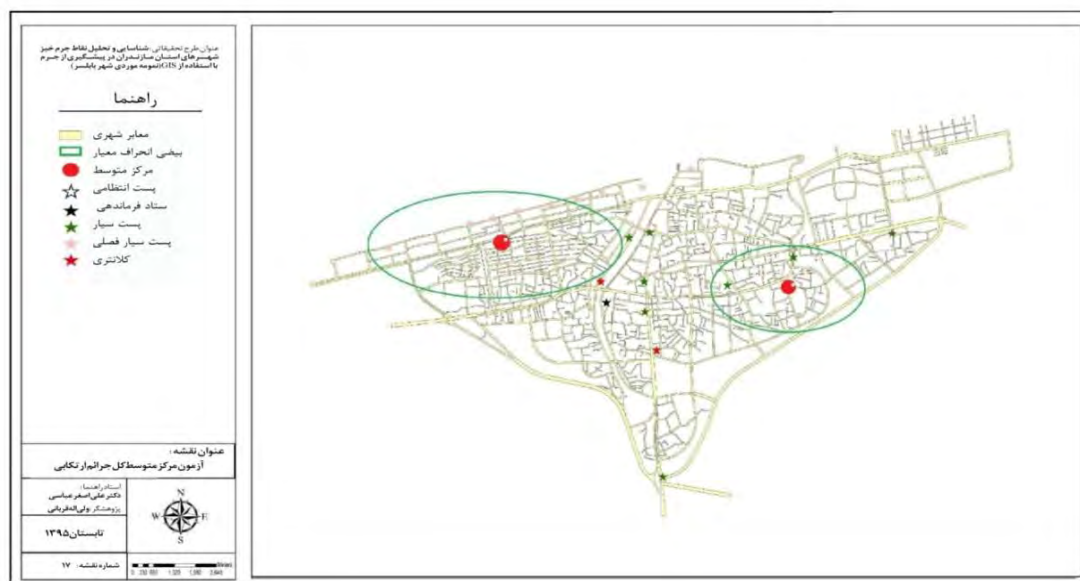 عنوان طرح تحقیقاتی: شناسایی و تحلیل نقاط جرم خیز
شهرهای استان مازندران در پیشگیری از جرم
با استفاده از GIS(نمونه موردی شهر بابلسر)
راهنما
معابر شهری
بیضی انحراف معیار
مرکز متوسط
پست انتظامی
ستاد فرماندهی
پست سیار
پست سیار فصلی
کلانتری
عنوان نقشه:
آزمون مرکز متوسط کل جرائم ارتکابی
استاد راهنما:
دکتر علی اصغر عباسی
پژوهشگر: ولی اله قربانی
تابستان ۱۳۹۵
N
W E
S
شماره نقشه: ۱۷